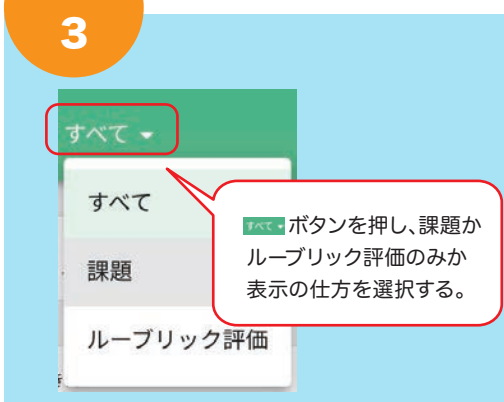 3
すべて
すべて
課題
ルーブリック評価
すべて ボタンを押し、課題か
ルーブリック評価のみか
表示の仕方を選択する。